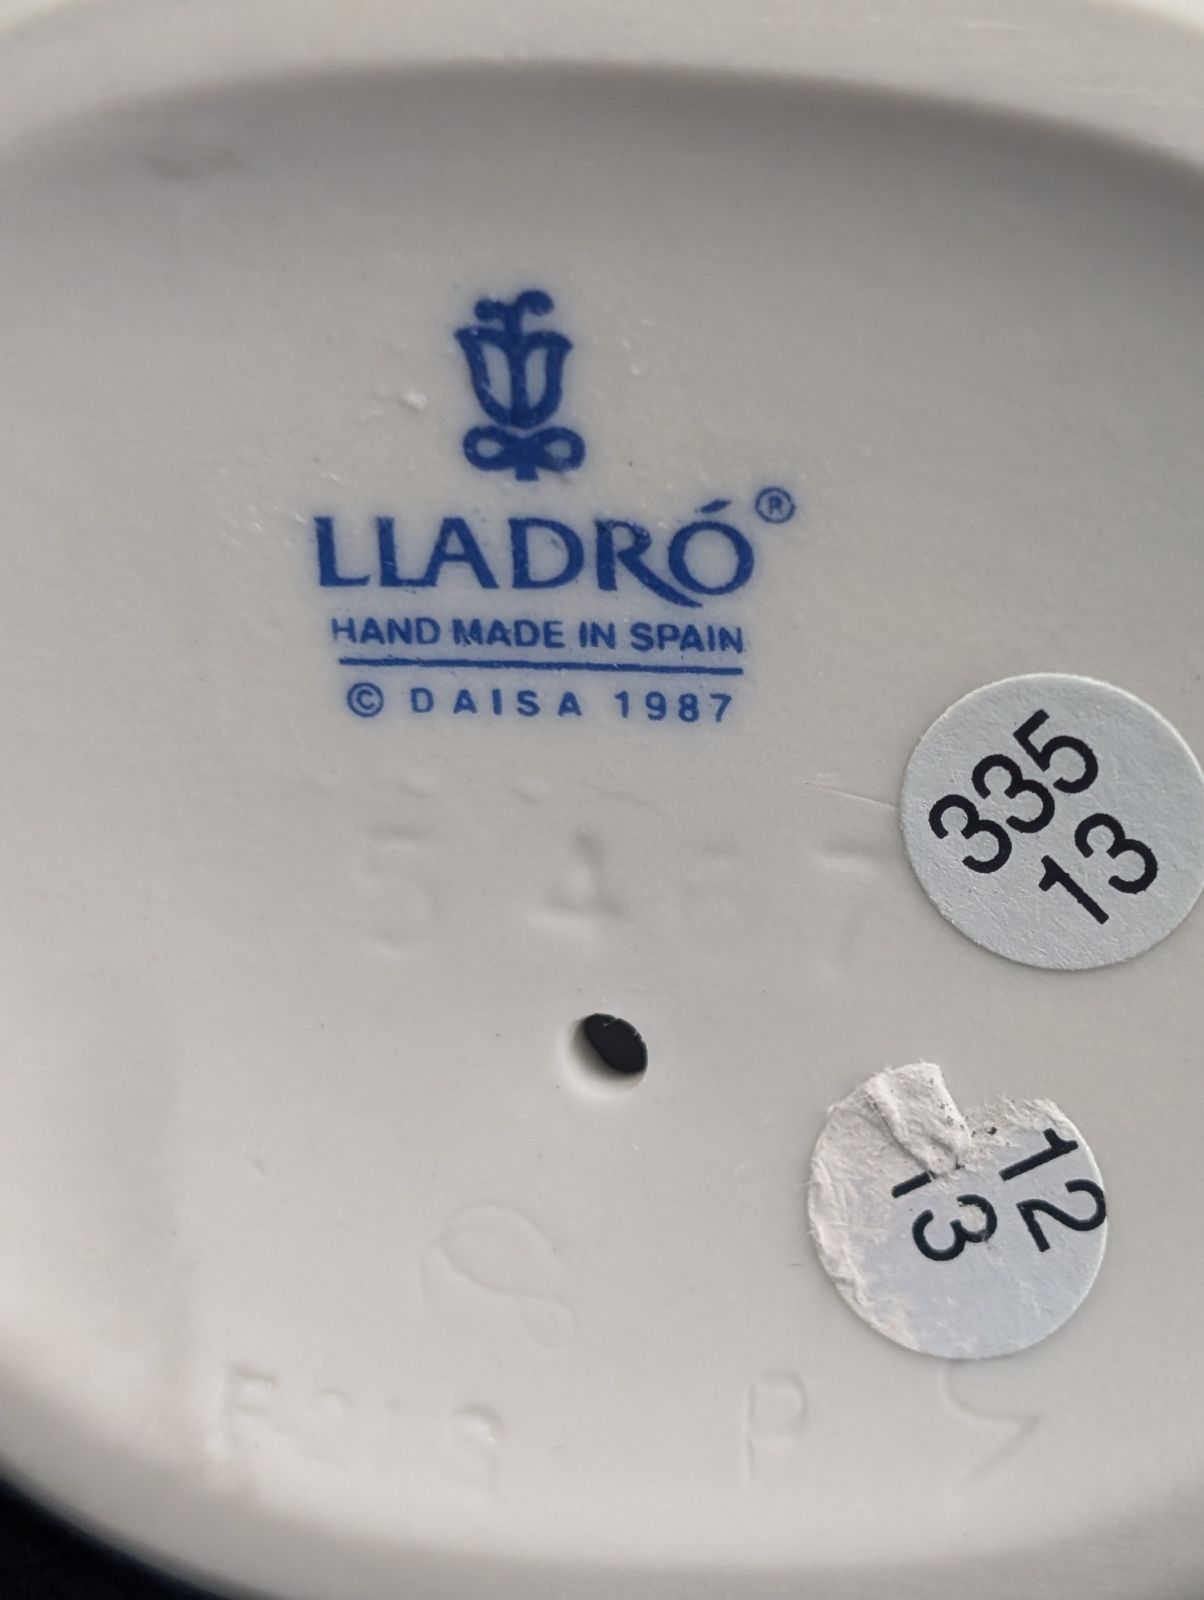 LLADRÓ®
HAND MADE IN SPAIN
© DAISA 1987
335
13
12
13